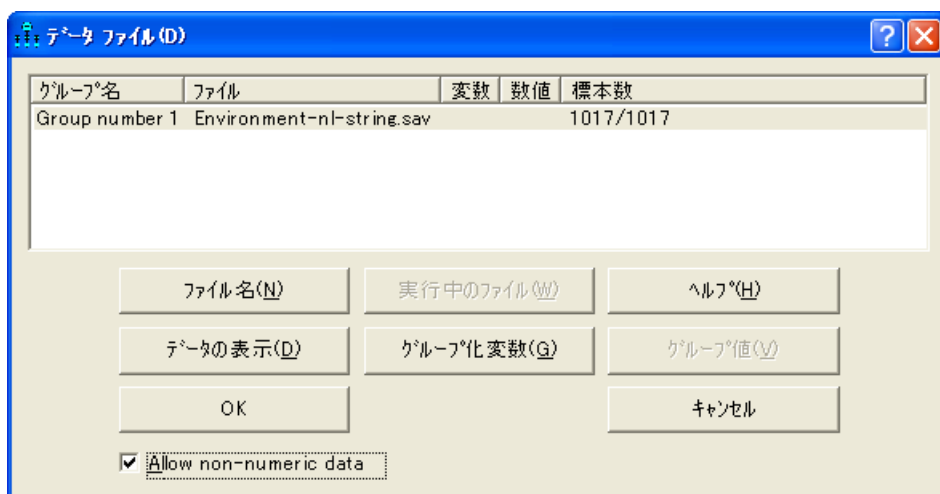 ﾃﾞｰﾀ ﾌｧｲﾙ(D)
ｸﾞﾙｰﾌﾟ名 ﾌｧｲﾙ 変数 数値 標本数
Group number 1 Environment-nl-string.sav 1017/1017
ﾌｧｲﾙ名(N) 実行中のﾌｧｲﾙ(W) ﾍﾙﾌﾟ(H)
ﾃﾞｰﾀの表示(D) ｸﾞﾙｰﾌﾟ化変数(G) ｸﾞﾙｰﾌﾟ値(V)
OK ｷｬﾝｾﾙ
Allow non-numeric data